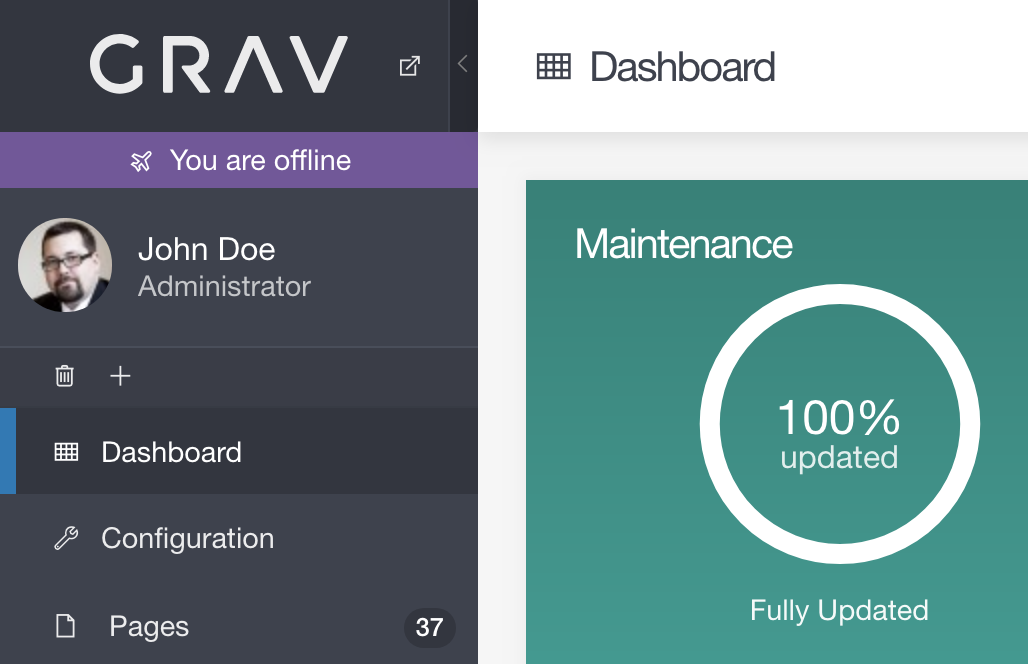 GRAV
You are offline
John Doe
Administrator
Dashboard
Configuration
Pages 37
Dashboard
Maintenance
100%
updated
Fully Updated